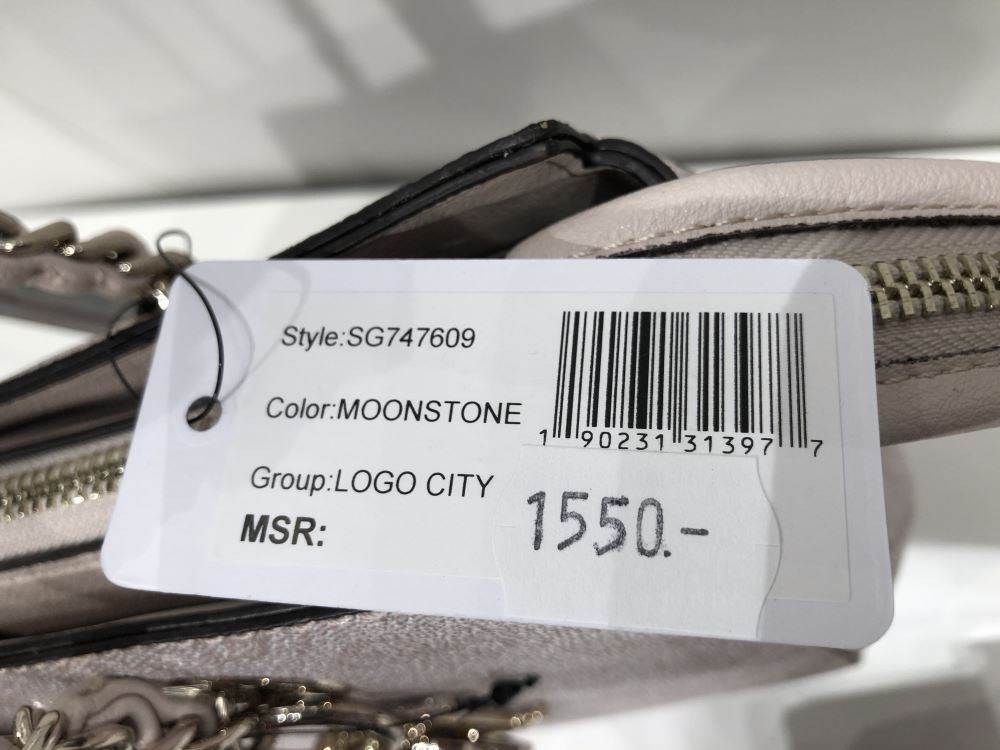 Style:SG747609
Color:MOONSTONE
1 90231 31397 7
Group:LOGO CITY
1550.-
MSR: